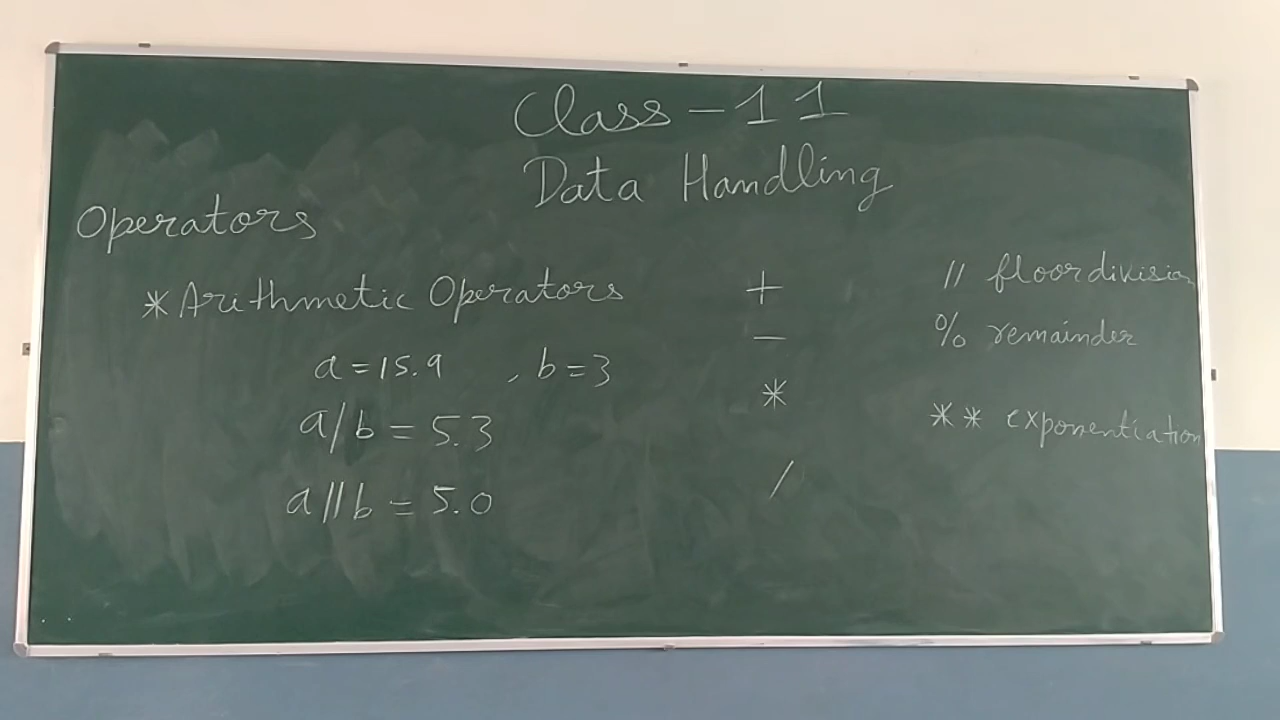 Class - 11
Data Handling
Operators
* Arithmetic Operators
a = 15.9 , b = 3
a/b = 5.3
a//b = 5.0
+
-
*
/
// floordivision
% remainder
** exponentiation